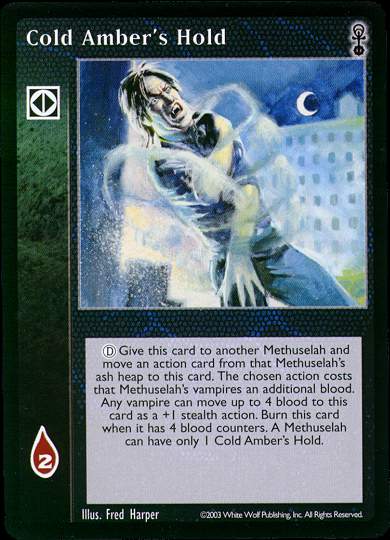 Cold Amber's Hold
Ⓓ Give this card to another Methuselah and
move an action card from that Methuselah's
ash heap to this card. The chosen action costs
that Methuselah's vampires an additional blood.
Any vampire can move up to 4 blood to this
card as a +1 stealth action. Burn this card
when it has 4 blood counters. A Methuselah
can have only 1 Cold Amber's Hold.
2
Illus. Fred Harper
©2003 White Wolf Publishing, Inc. All Rights Reserved.